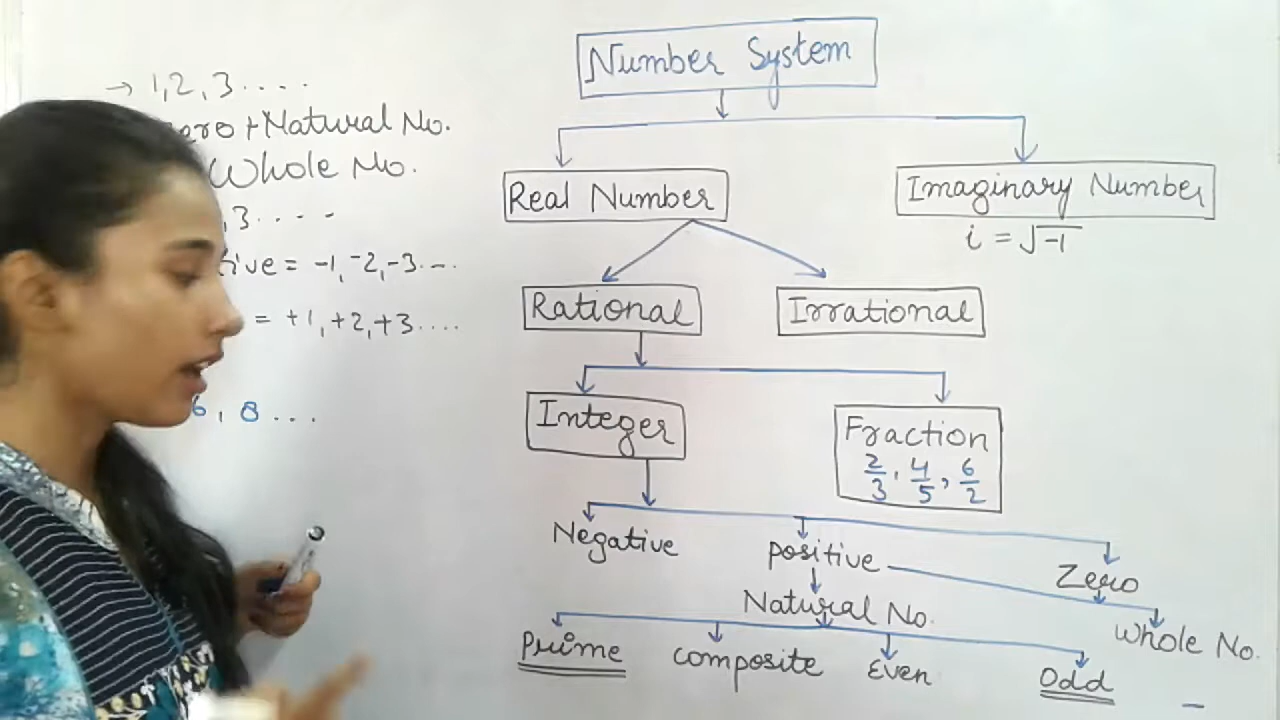 → 1, 2, 3 ....
Zero + Natural No.
Whole No.
, 3 ....
= -1, -2, -3 ....
= +1, +2, +3 ....
6, 8 ...
Number System
Real Number
Imaginary Number
i = √-1
Rational
Irrational
Integer
Fraction
2/3, 4/5, 6/2
Negative
positive
Zero
Natural No.
Whole No.
Prime
composite
Even
Odd